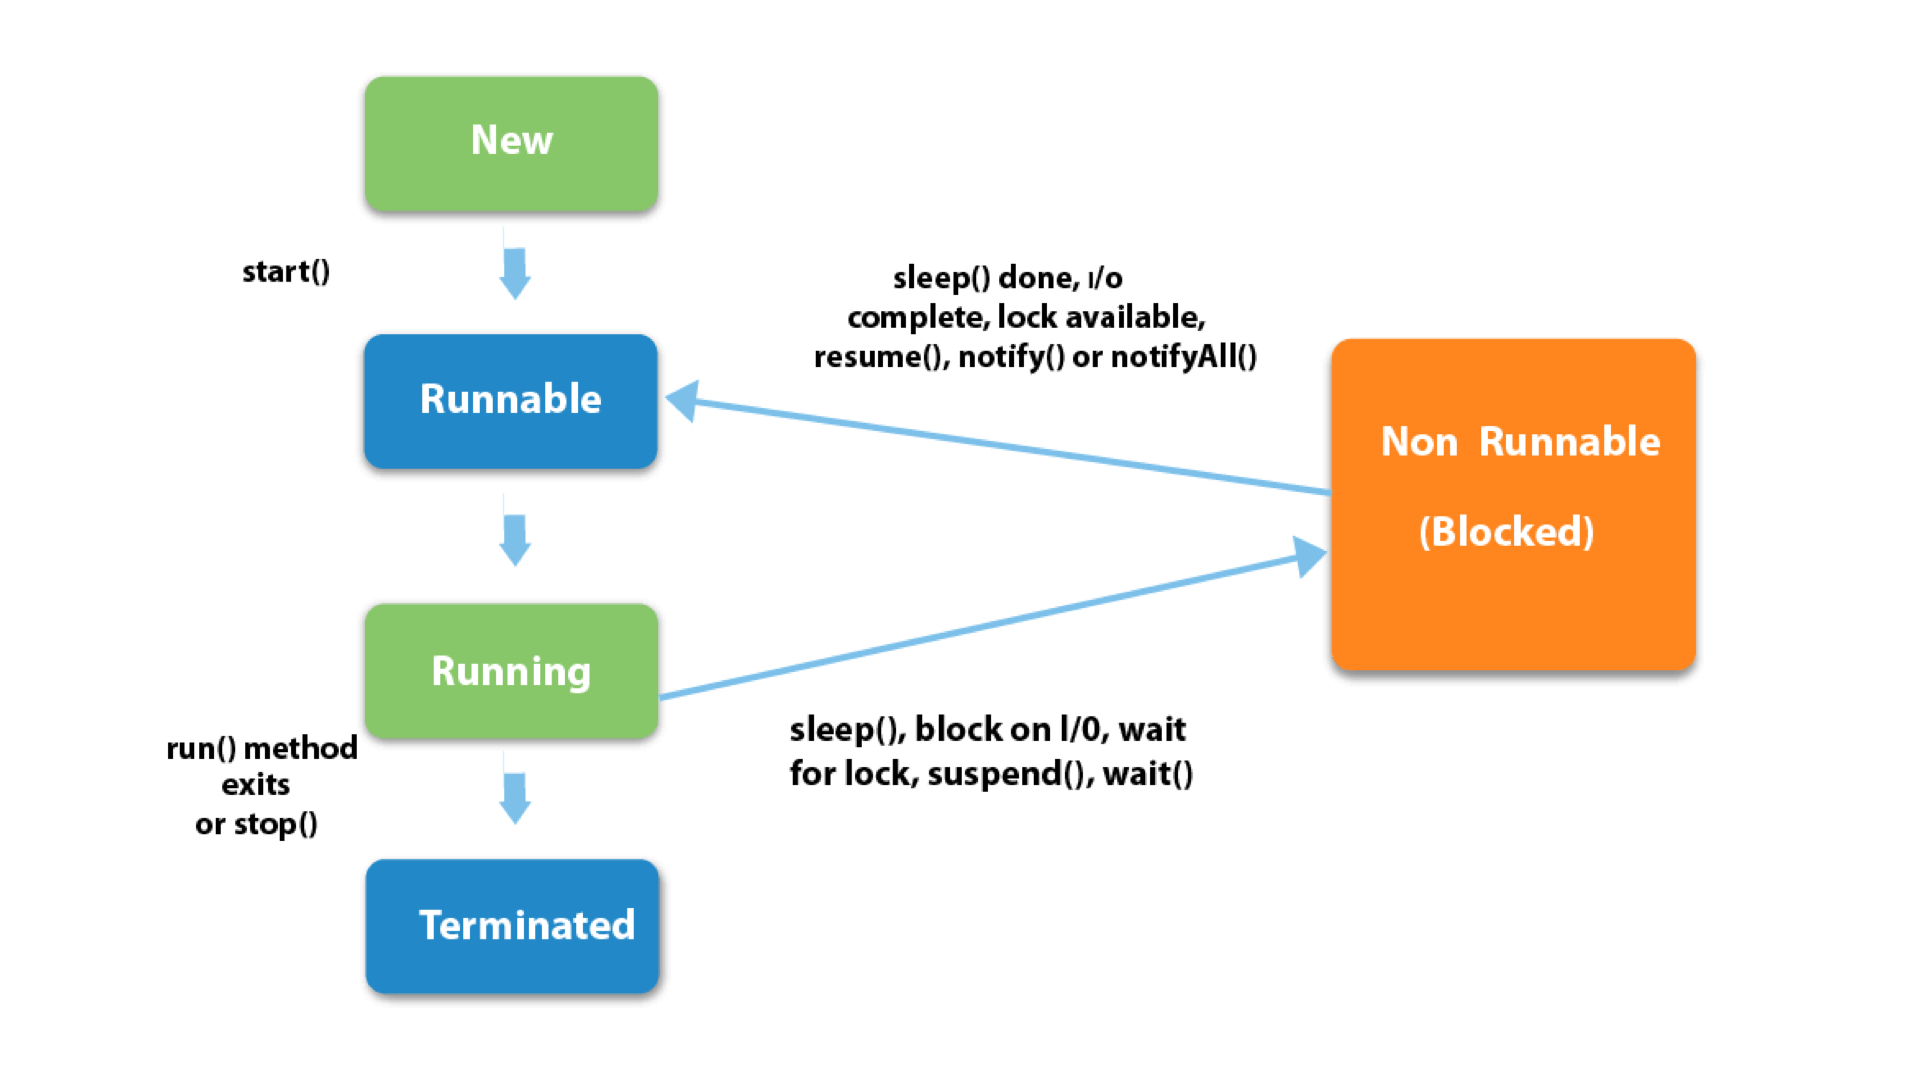 New
start()
Runnable
sleep() done, I/o
complete, lock available,
resume(), notify() or notifyAll()
Non Runnable
(Blocked)
Running
run() method
exits
or stop()
sleep(), block on l/0, wait
for lock, suspend(), wait()
Terminated